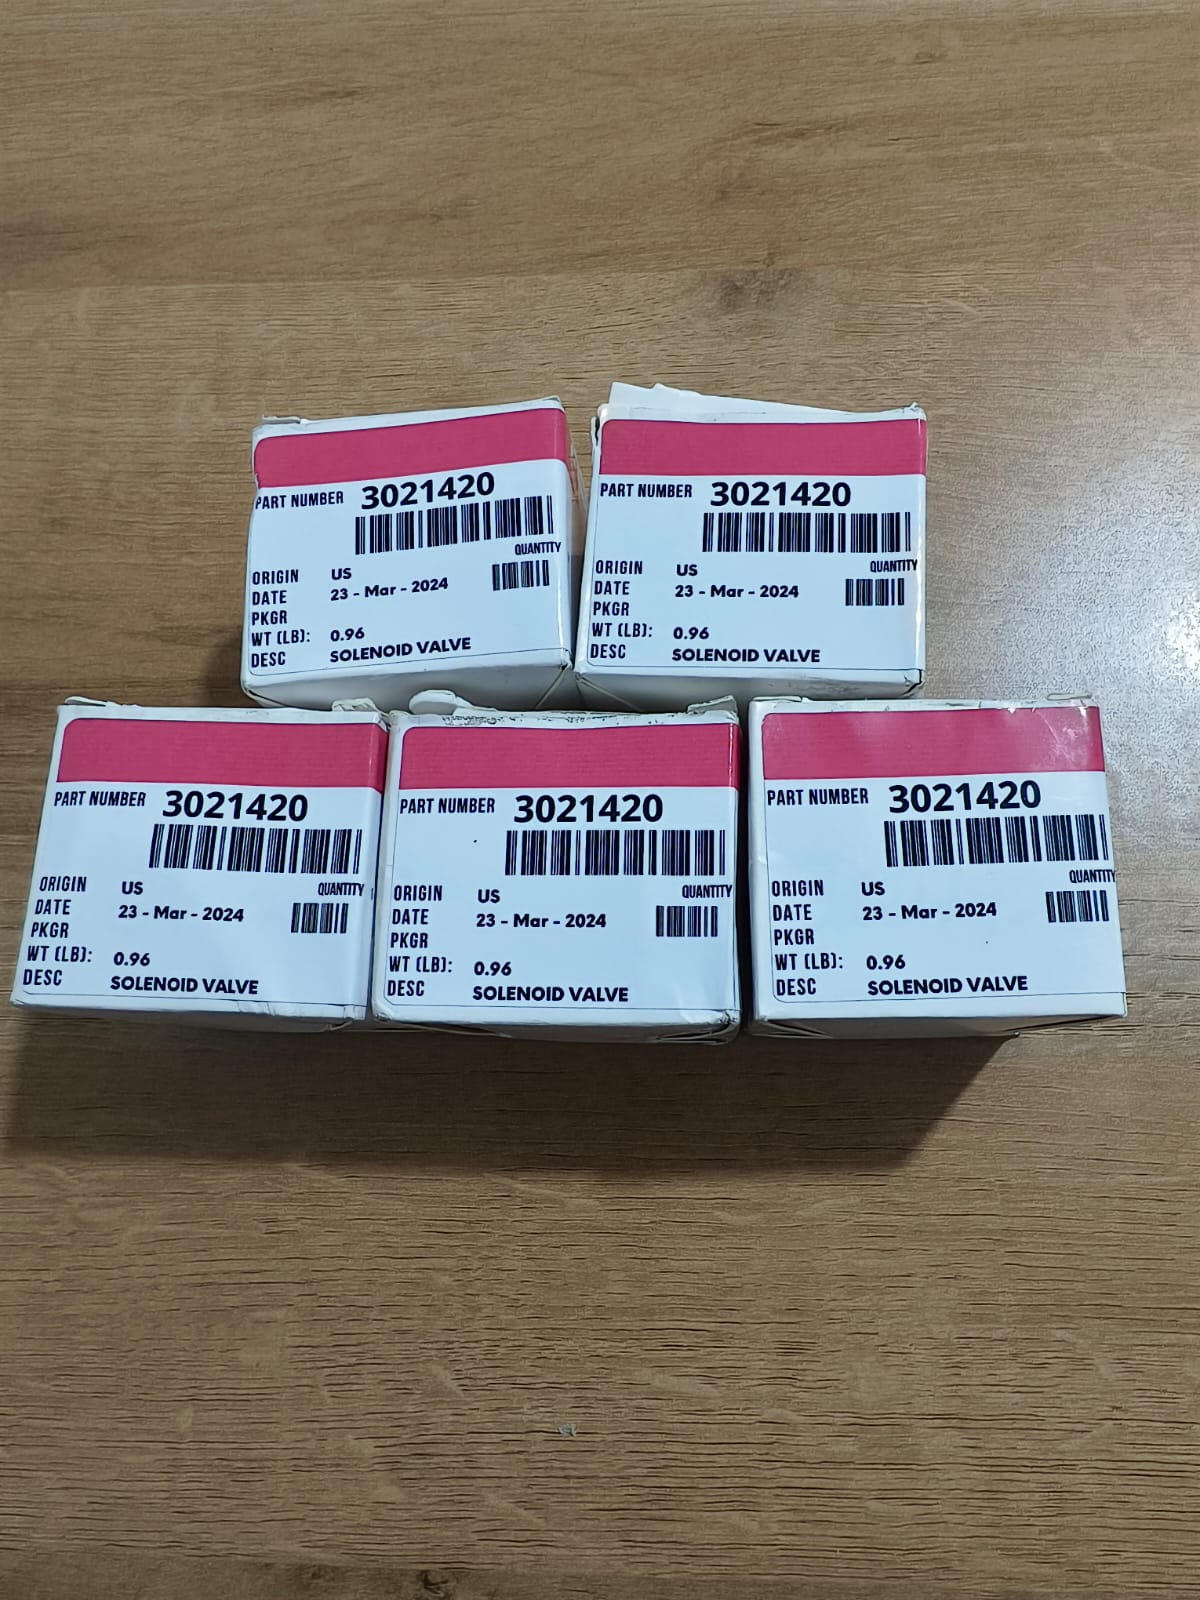 PART NUMBER 3021420
QUANTITY
ORIGIN US
DATE 23 - Mar - 2024
PKGR
WT (LB): 0.96
DESC SOLENOID VALVE
PART NUMBER 3021420
QUANTITY
ORIGIN US
DATE 23 - Mar - 2024
PKGR
WT (LB): 0.96
DESC SOLENOID VALVE
PART NUMBER 3021420
ORIGIN US QUANTITY
DATE 23 - Mar - 2024
PKGR
WT (LB): 0.96
DESC SOLENOID VALVE
PART NUMBER 3021420
ORIGIN US QUANTITY
DATE 23 - Mar - 2024
PKGR
WT (LB): 0.96
DESC SOLENOID VALVE
PART NUMBER 3021420
QUANTITY
ORIGIN US
DATE 23 - Mar - 2024
PKGR
WT (LB): 0.96
DESC SOLENOID VALVE